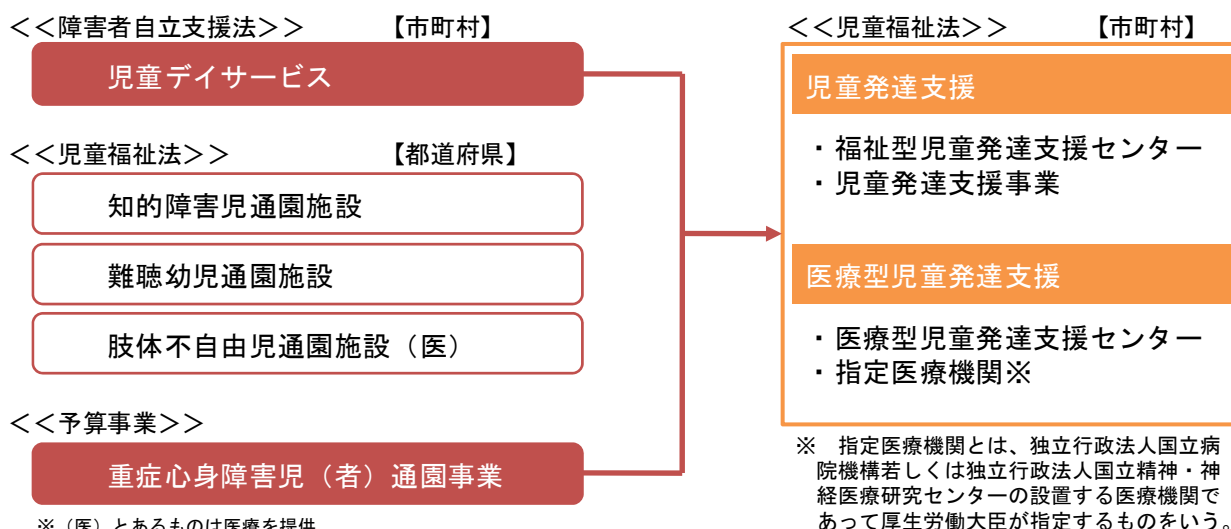 <<障害者自立支援法>>　【市町村】
児童デイサービス
<<児童福祉法>>　【都道府県】
知的障害児通園施設
難聴幼児通園施設
肢体不自由児通園施設（医）
<<予算事業>>
重症心身障害児（者）通園事業
※（医）とあるものは医療を提供
<<児童福祉法>>　【市町村】
児童発達支援
・福祉型児童発達支援センター
・児童発達支援事業
医療型児童発達支援
・医療型児童発達支援センター
・指定医療機関※
※　指定医療機関とは、独立行政法人国立病
院機構若しくは独立行政法人国立精神・神
経医療研究センターの設置する医療機関で
あって厚生労働大臣が指定するものをいう。